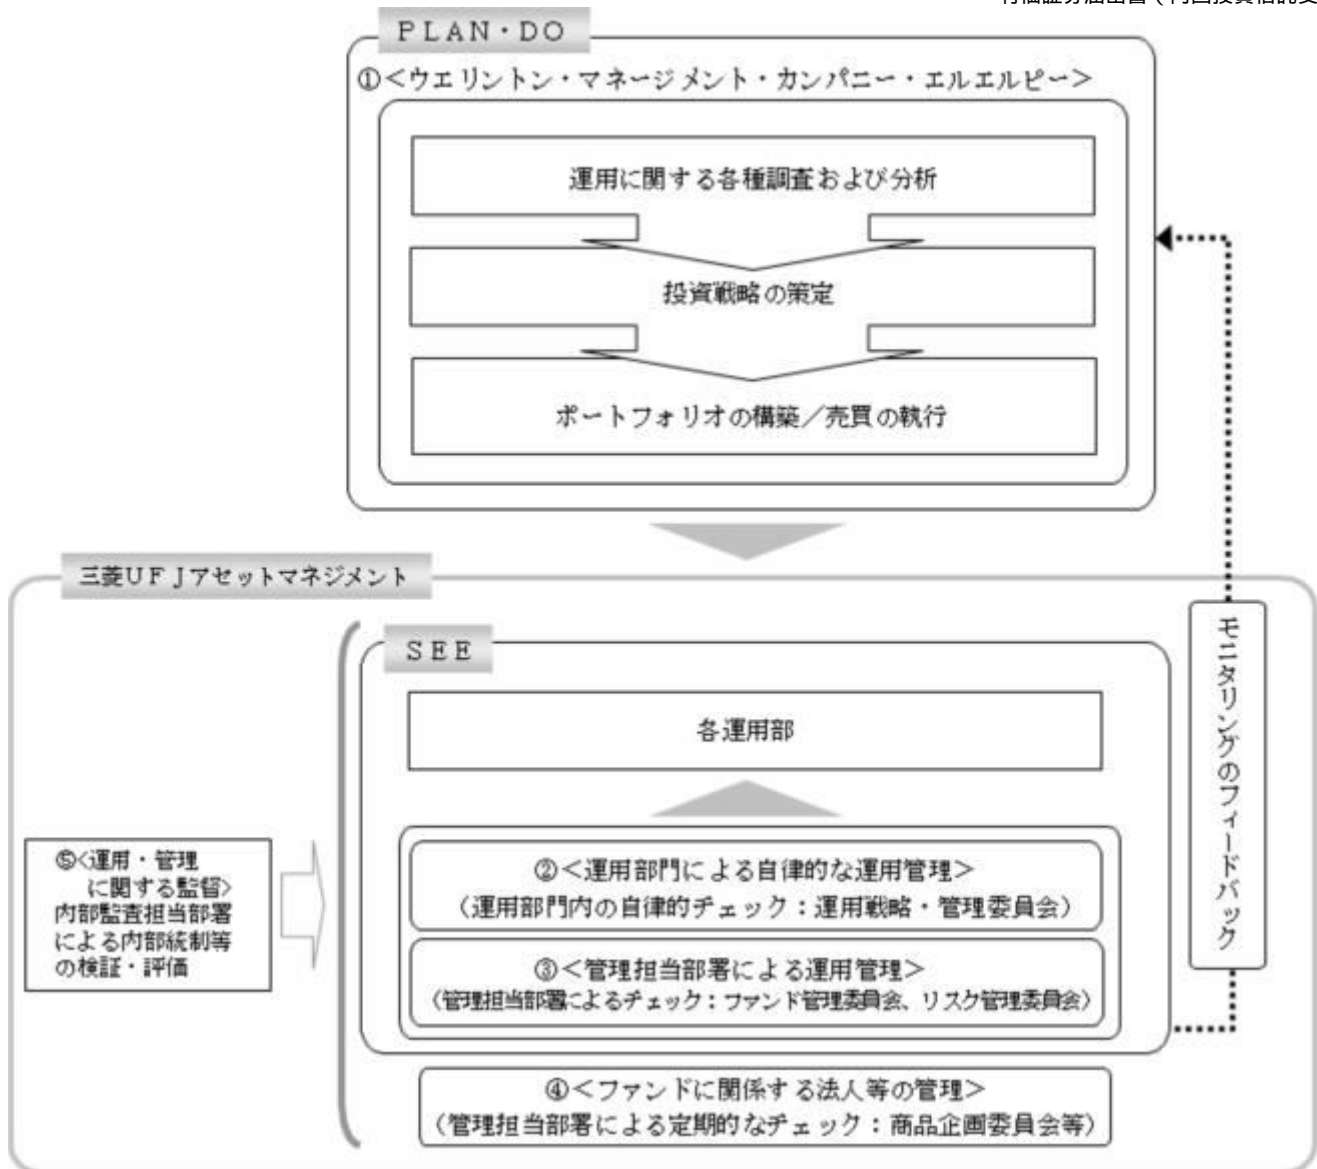 PLAN・DO
①＜ウエリントン・マネージメント・カンパニー・エルエルピー＞
運用に関する各種調査および分析
投資戦略の策定
ポートフォリオの構築／売買の執行
三菱UFJアセットマネジメント
SEE
各運用部
②＜運用部門による自律的な運用管理＞
（運用部門内の自律的チェック：運用戦略・管理委員会）
③＜管理担当部署による運用管理＞
（管理担当部署によるチェック：ファンド管理委員会、リスク管理委員会）
④＜ファンドに関係する法人等の管理＞
（管理担当部署による定期的なチェック：商品企画委員会等）
⑤＜運用・管理
に関する監督＞
内部監査担当部署
による内部統制等
の検証・評価
モニタリングのフィードバック